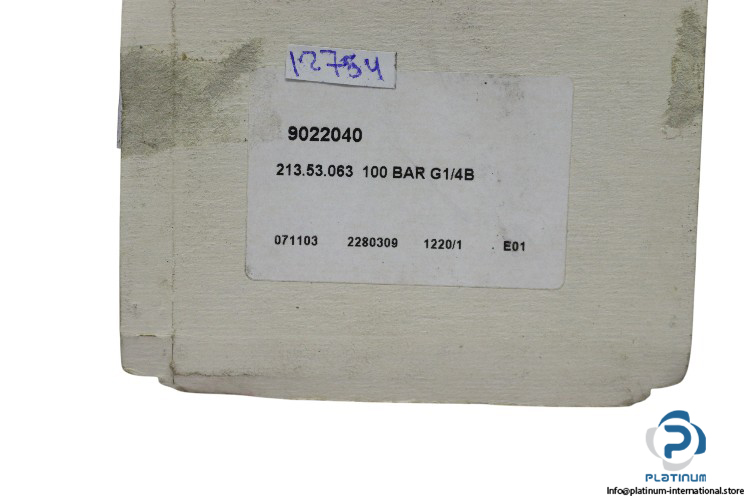 12754
9022040
213.53.063 100 BAR G1/4B
071103 2280309 1220/1 E01
PLATINUM
Info@platinum-international.store